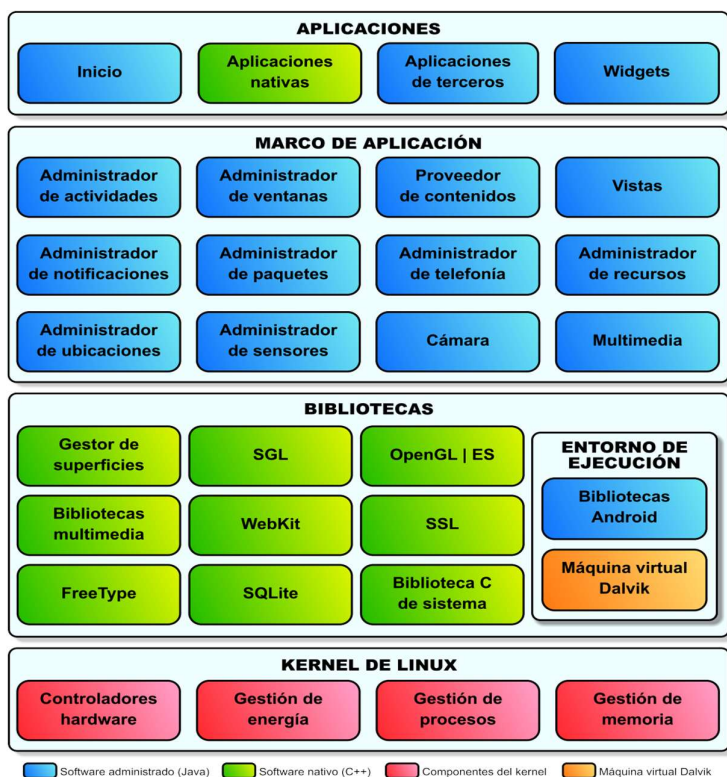 APLICACIONES
Inicio
Aplicaciones
nativas
Aplicaciones
de terceros
Widgets
MARCO DE APLICACIÓN
Administrador
de actividades
Administrador
de ventanas
Proveedor
de contenidos
Vistas
Administrador
de notificaciones
Administrador
de paquetes
Administrador
de telefonía
Administrador
de recursos
Administrador
de ubicaciones
Administrador
de sensores
Cámara
Multimedia
BIBLIOTECAS
Gestor de
superficies
SGL
OpenGL | ES
Bibliotecas
multimedia
WebKit
SSL
FreeType
SQLite
Biblioteca C
de sistema
ENTORNO DE
EJECUCIÓN
Bibliotecas
Android
Máquina virtual
Dalvik
KERNEL DE LINUX
Controladores
hardware
Gestión de
energía
Gestión de
procesos
Gestión de
memoria
Software administrado (Java)
Software nativo (C++)
Componentes del kernel
Máquina virtual Dalvik